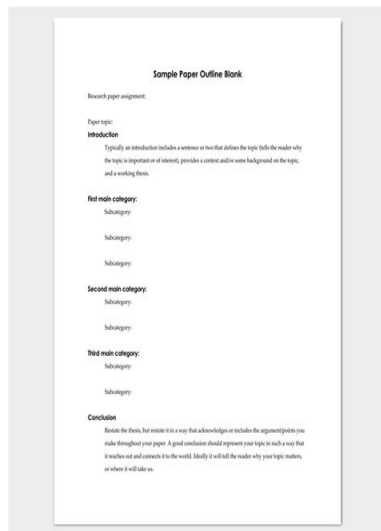 Sample Paper Outline Blank
Research paper assignment:
Paper topic:
Introduction
Typically an introduction includes a sentence or two that defines the topic (tells the reader why
the topic is important or of interest), provides a context and/or some background on the topic,
and a working thesis.
First main category:
Subcategory:
Subcategory:
Subcategory:
Second main category:
Subcategory:
Subcategory:
Third main category:
Subcategory:
Subcategory:
Conclusion
Restate the thesis, but restate it in a way that acknowledges or includes the argument/points you
make throughout your paper. A good conclusion should represent your topic in such a way that
it reaches out and connects it to the world. Ideally it will tell the reader why your topic matters,
or where it will take us.